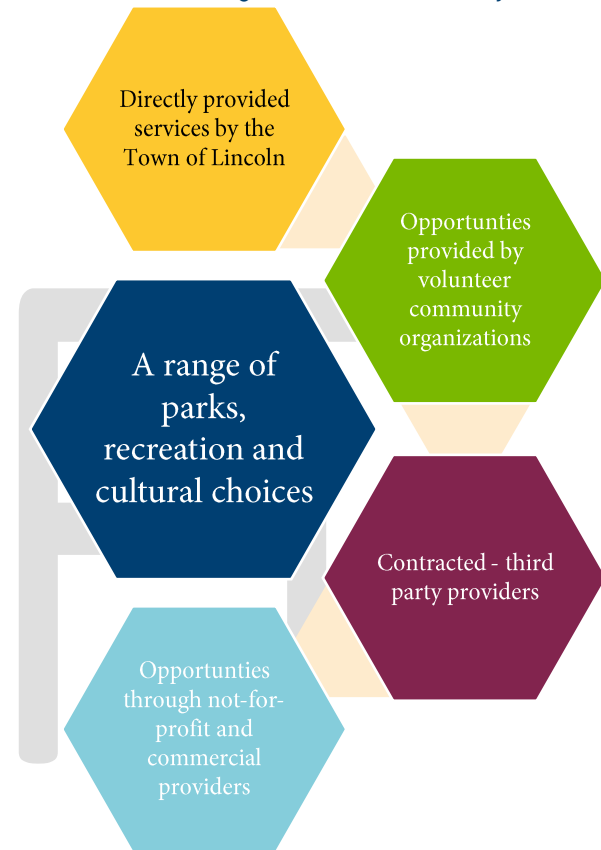 Directly provided
services by the
Town of Lincoln
Opportunties
provided by
volunteer
community
organizations
A range of
parks,
recreation and
cultural choices
Contracted - third
party providers
Opportunties
through not-for-
profit and
commercial
providers